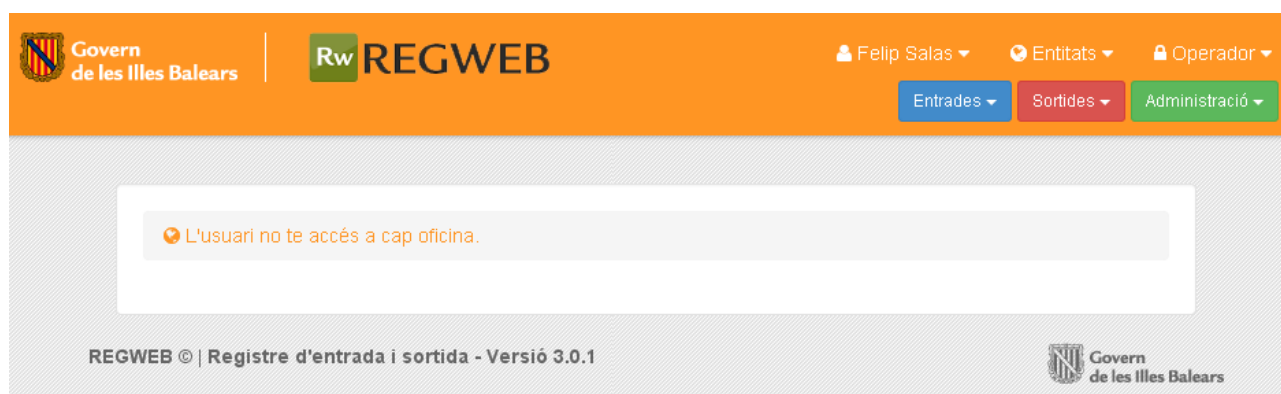 Govern
de les Illes Balears
Rw REGWEB
Felip Salas Entitats Operador
Entrades Sortides Administració
L'usuari no te accés a cap oficina.
REGWEB © | Registre d'entrada i sortida - Versió 3.0.1
Govern
de les Illes Balears